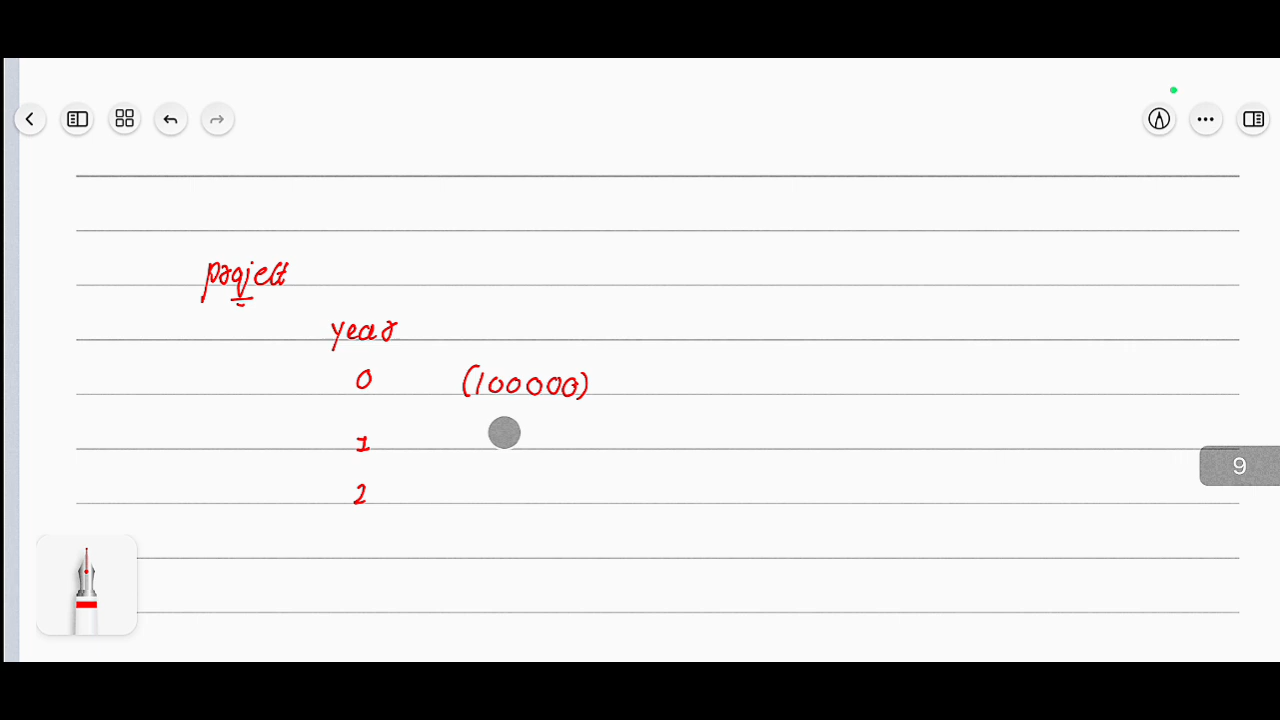 project
year
0 (100000)
1
2
9